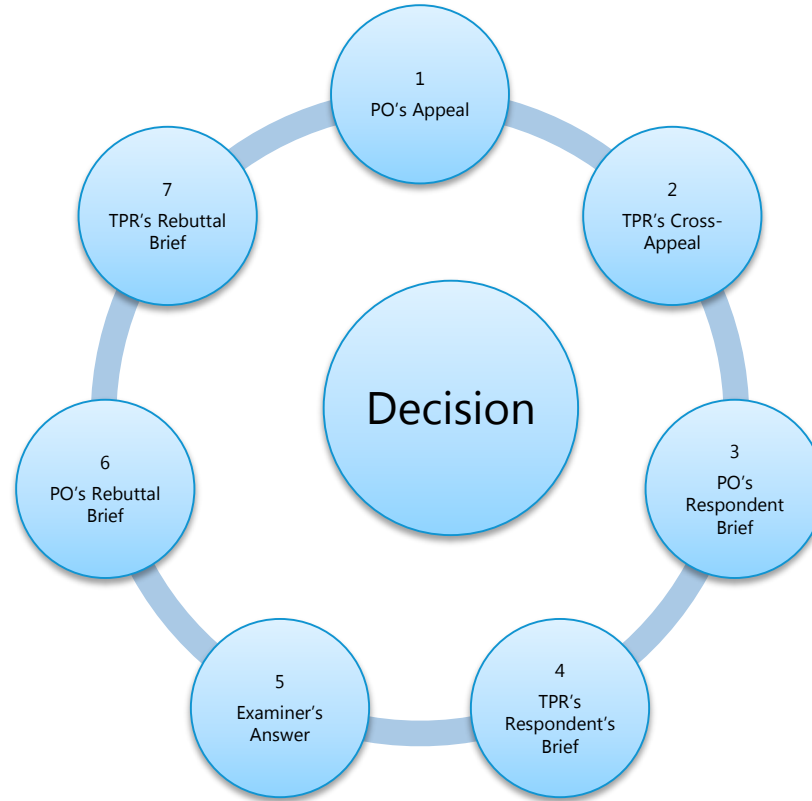 1
PO’s Appeal
2
TPR’s Cross-
Appeal
3
PO’s
Respondent
Brief
4
TPR’s
Respondent’s
Brief
5
Examiner’s
Answer
6
PO’s Rebuttal
Brief
7
TPR’s Rebuttal
Brief
Decision